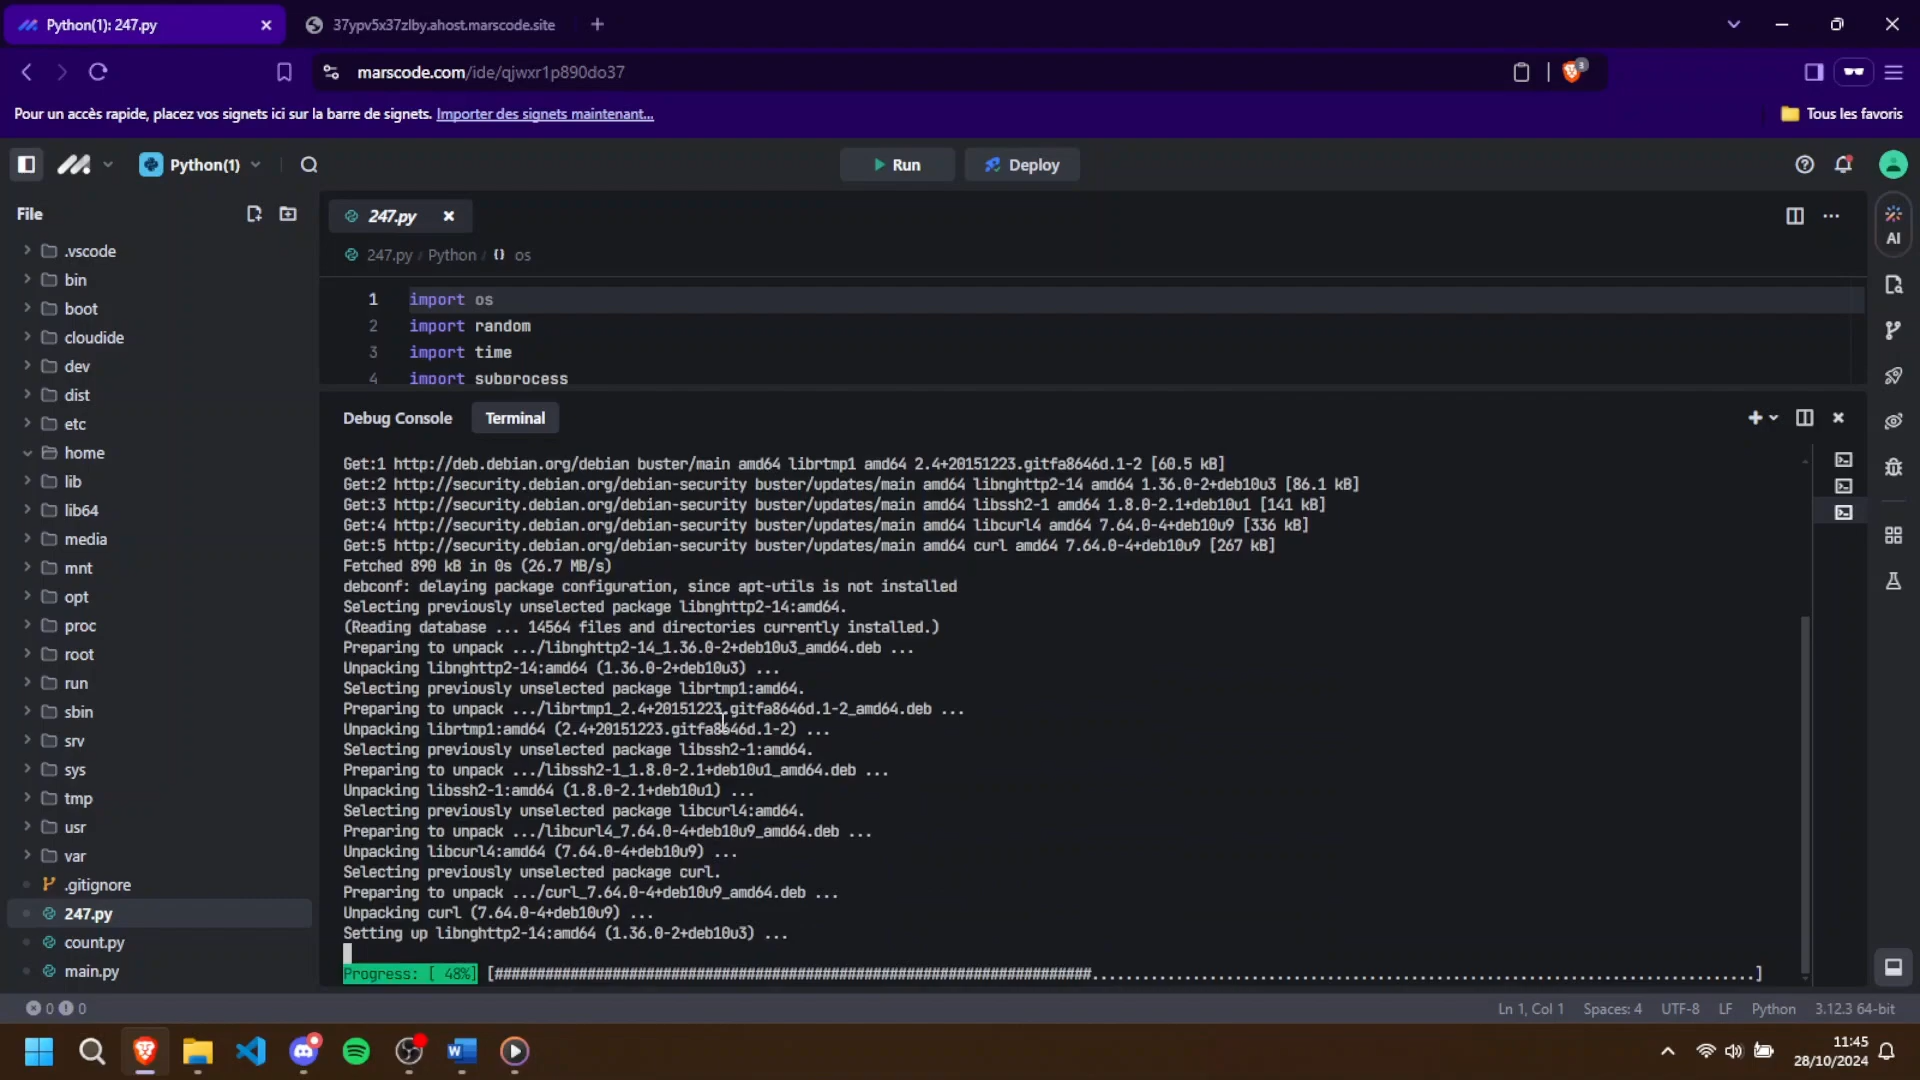 Python(1): 247.py
37ypv5x37zlby.ahost.marscode.site
marscode.com/ide/qjwxr1p890do37
3
Pour un accès rapide, placez vos signets ici sur la barre de signets. Importer des signets maintenant...
Tous les favoris
Python(1)
Run
Deploy
File
247.py
AI
247.py / Python / os
.vscode
bin
boot
cloudide
dev
dist
etc
home
lib
lib64
media
mnt
opt
proc
root
run
sbin
srv
sys
tmp
usr
var
.gitignore
247.py
count.py
main.py
1 import os
2 import random
3 import time
4 import subprocess
Debug Console
Terminal
Get:1 http://deb.debian.org/debian buster/main amd64 librtmp1 amd64 2.4+20151223.gitfa8646d.1-2 [60.5 kB]
Get:2 http://security.debian.org/debian-security buster/updates/main amd64 libnghttp2-14 amd64 1.36.0-2+deb10u3 [86.1 kB]
Get:3 http://security.debian.org/debian-security buster/updates/main amd64 libssh2-1 amd64 1.8.0-2.1+deb10u1 [141 kB]
Get:4 http://security.debian.org/debian-security buster/updates/main amd64 libcurl4 amd64 7.64.0-4+deb10u9 [336 kB]
Get:5 http://security.debian.org/debian-security buster/updates/main amd64 curl amd64 7.64.0-4+deb10u9 [267 kB]
Fetched 890 kB in 0s (26.7 MB/s)
debconf: delaying package configuration, since apt-utils is not installed
Selecting previously unselected package libnghttp2-14:amd64.
(Reading database ... 14564 files and directories currently installed.)
Preparing to unpack .../libnghttp2-14_1.36.0-2+deb10u3_amd64.deb ...
Unpacking libnghttp2-14:amd64 (1.36.0-2+deb10u3) ...
Selecting previously unselected package librtmp1:amd64.
Preparing to unpack .../librtmp1_2.4+20151223.gitfa8646d.1-2_amd64.deb ...
Unpacking librtmp1:amd64 (2.4+20151223.gitfa8646d.1-2) ...
Selecting previously unselected package libssh2-1:amd64.
Preparing to unpack .../libssh2-1_1.8.0-2.1+deb10u1_amd64.deb ...
Unpacking libssh2-1:amd64 (1.8.0-2.1+deb10u1) ...
Selecting previously unselected package libcurl4:amd64.
Preparing to unpack .../libcurl4_7.64.0-4+deb10u9_amd64.deb ...
Unpacking libcurl4:amd64 (7.64.0-4+deb10u9) ...
Selecting previously unselected package curl.
Preparing to unpack .../curl_7.64.0-4+deb10u9_amd64.deb ...
Unpacking curl (7.64.0-4+deb10u9) ...
Setting up libnghttp2-14:amd64 (1.36.0-2+deb10u3) ...
Progress: [ 48%] [#######################################################################...............................................................................]
0 0
Ln 1, Col 1 Spaces: 4 UTF-8 LF Python 3.12.3 64-bit
11:45
28/10/2024